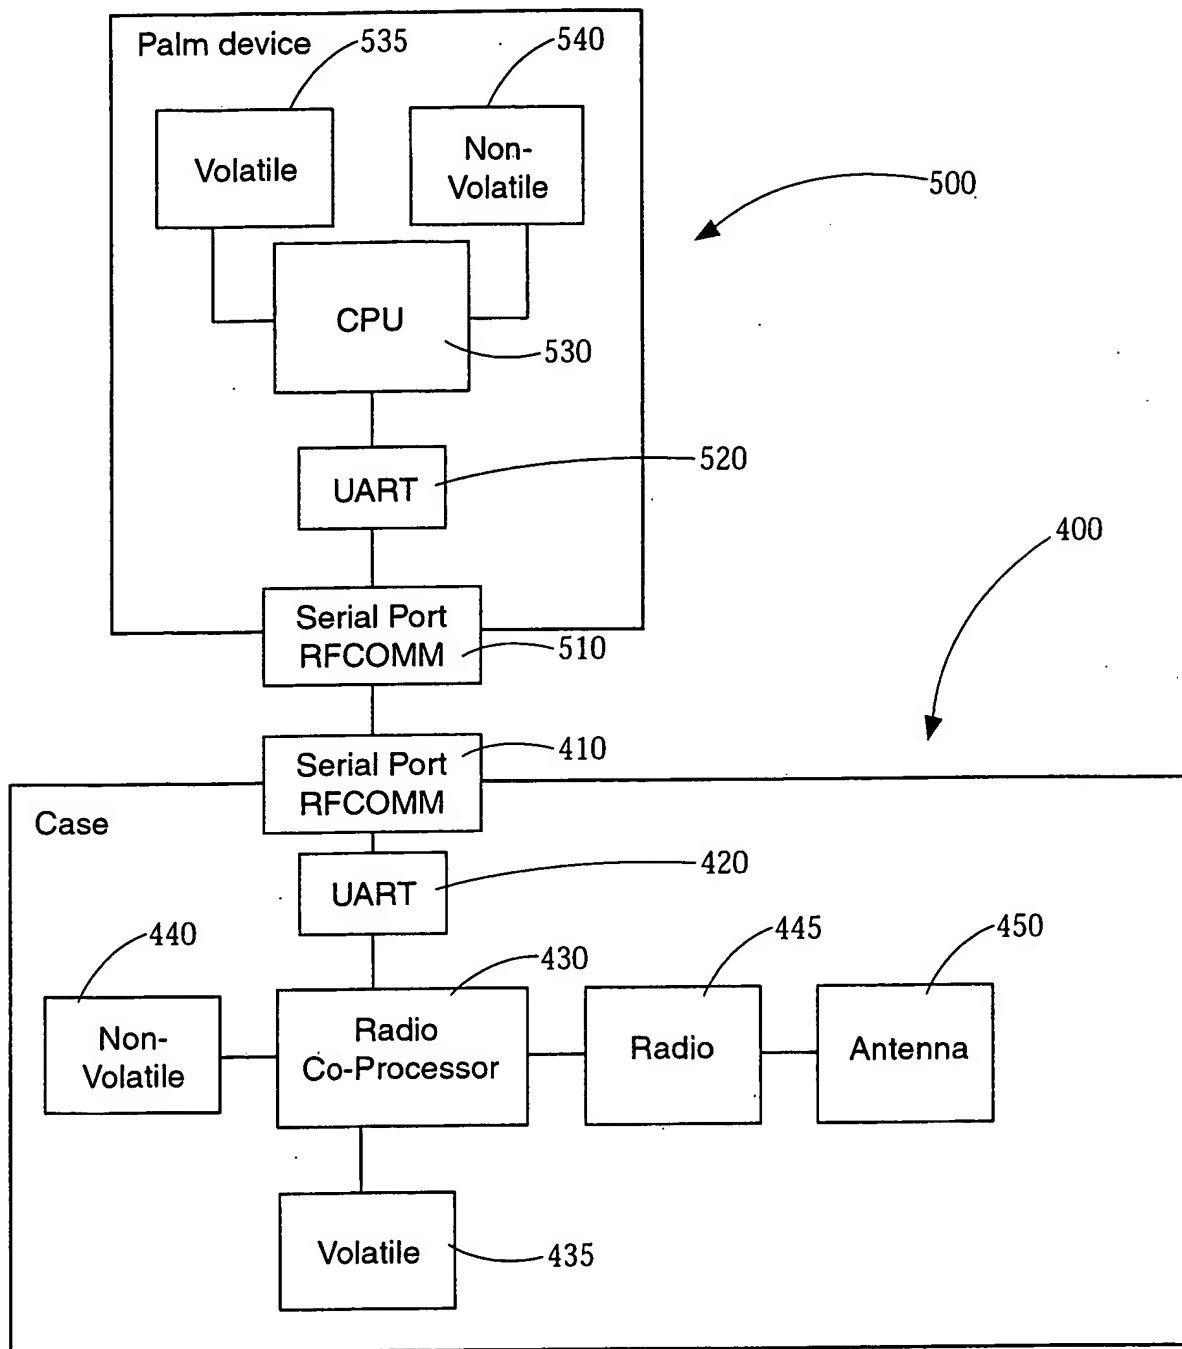 Palm device
535
540
Volatile
Non-
Volatile
500
CPU
530
UART
520
400
Serial Port
RFCOMM
510
Serial Port
RFCOMM
410
Case
UART
420
440
430
445
450
Non-
Volatile
Radio
Co-Processor
Radio
Antenna
Volatile
435